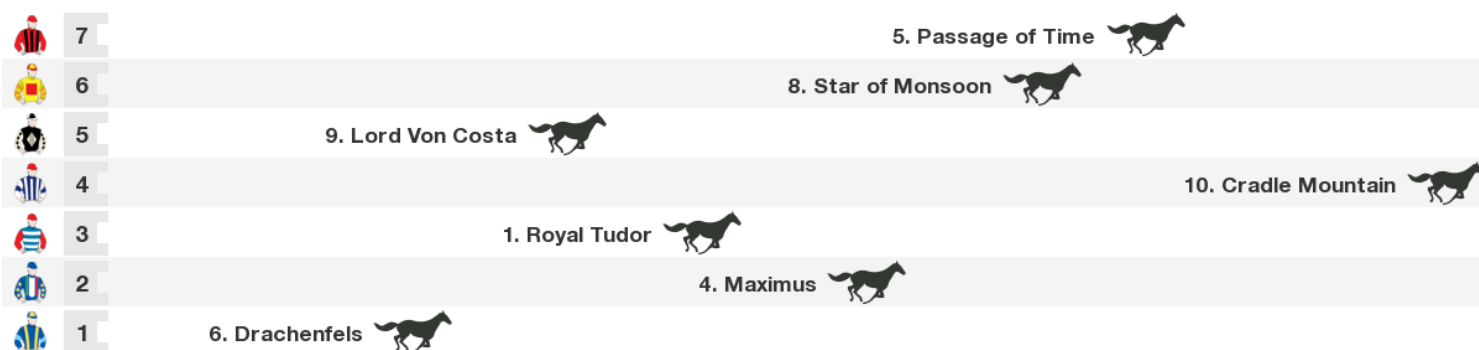 7 5. Passage of Time
6 8. Star of Monsoon
5 9. Lord Von Costa
4 10. Cradle Mountain
3 1. Royal Tudor
2 4. Maximus
1 6. Drachenfels